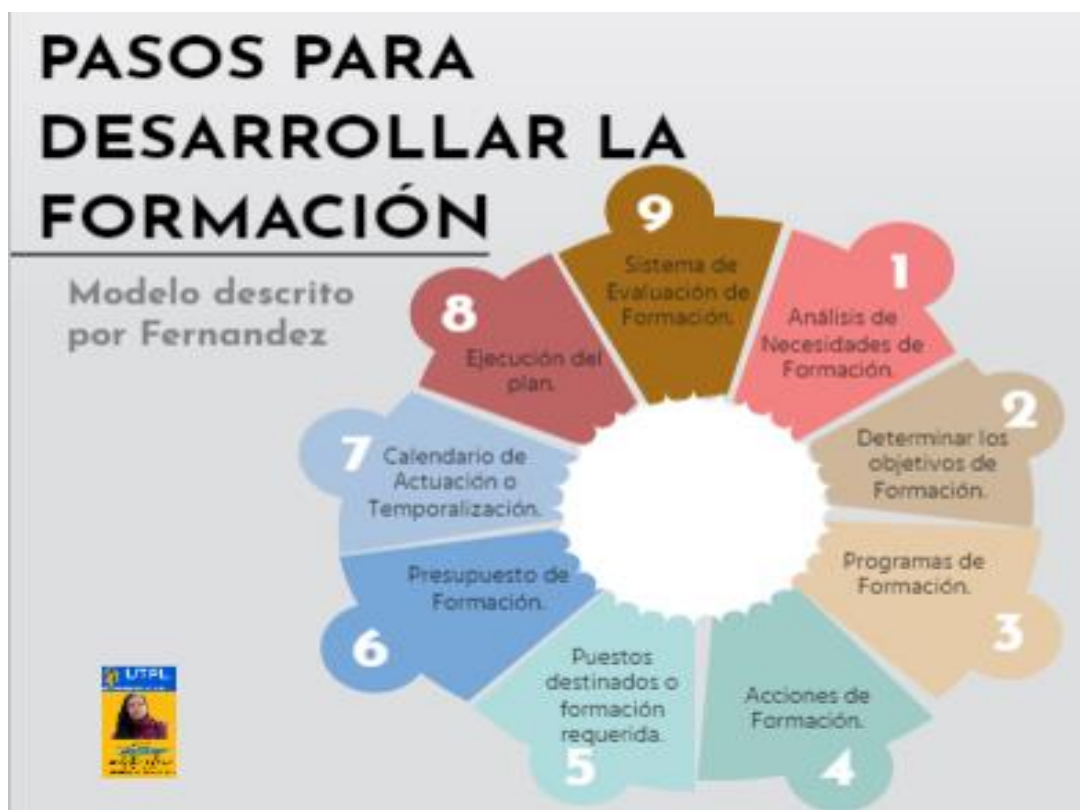 PASOS PARA
DESARROLLAR LA
FORMACIÓN
Modelo descrito
por Fernandez
1
Análisis de
Necesidades de
Formación.
2
Determinar los
objetivos de
Formación.
3
Programas de
Formación.
4
Acciones de
Formación.
5
Puestos
destinados o
formación
requerida.
6
Presupuesto de
Formación.
7
Calendario de
Actuación o
Temporalización.
8
Ejecución del
plan.
9
Sistema de
Evaluación de
Formación.
UTPL